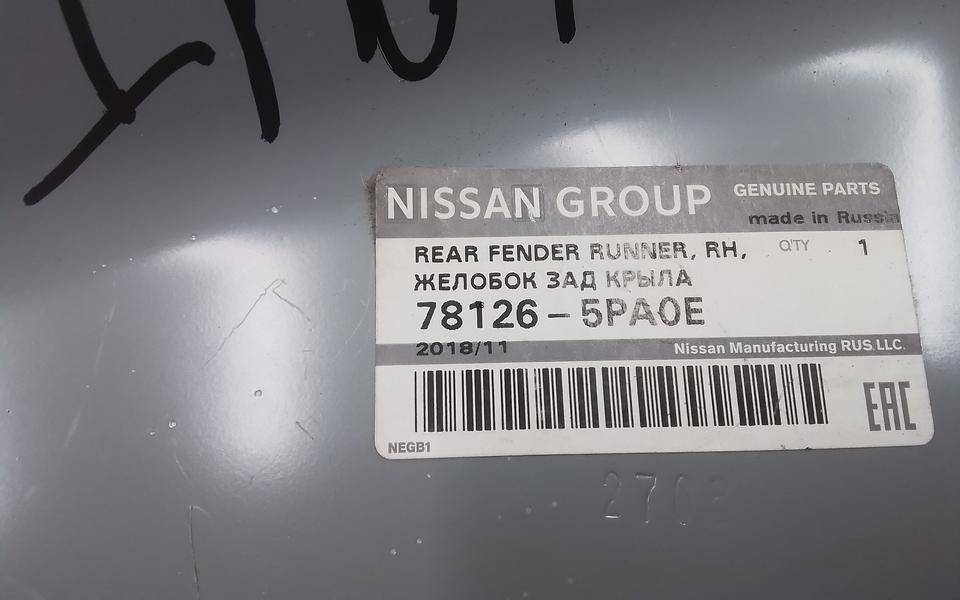 NISSAN GROUP GENUINE PARTS
made in Russia
REAR FENDER RUNNER, RH, Q'TY 1
ЖЕЛОБОК ЗАД КРЫЛА
78126-5PA0E
2018/11 Nissan Manufacturing RUS LLC.
EAC
NEGB1